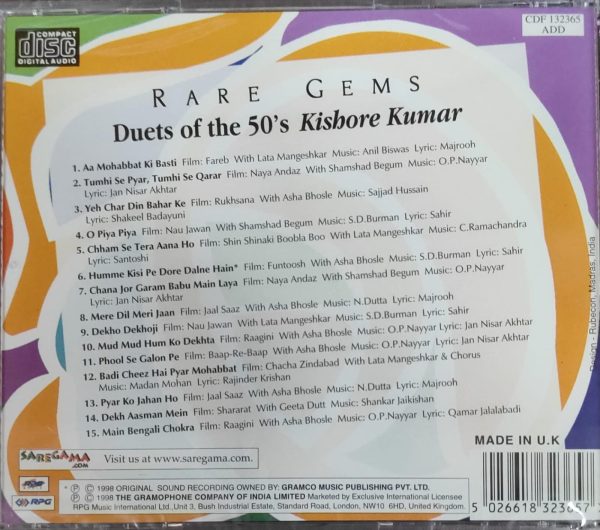 COMPACT
disc
DIGITAL AUDIO
CDF 132365
ADD
RARE GEMS
Duets of the 50's Kishore Kumar
1. Aa Mohabbat Ki Basti Film: Fareb With Lata Mangeshkar Music: Anil Biswas Lyric: Majrooh
2. Tumhi Se Pyar, Tumhi Se Qarar Film: Naya Andaz With Shamshad Begum Music: O.P.Nayyar
Lyric: Jan Nisar Akhtar
3. Yeh Char Din Bahar Ke Film: Rukhsana With Asha Bhosle Music: Sajjad Hussain
Lyric: Shakeel Badayuni
4. O Piya Piya Film: Nau Jawan With Shamshad Begum Music: S.D.Burman Lyric: Sahir
5. Chham Se Tera Aana Ho Film: Shin Shinaki Boobla Boo With Lata Mangeshkar Music: C.Ramachandra
Lyric: Santoshi
6. Humme Kisi Pe Dore Dalne Hain* Film: Funtoosh With Asha Bhosle Music: S.D.Burman Lyric: Sahir
7. Chana Jor Garam Babu Main Laya Film: Naya Andaz With Shamshad Begum Music: O.P.Nayyar
Lyric: Jan Nisar Akhtar
8. Mere Dil Meri Jaan Film: Jaal Saaz With Asha Bhosle Music: N.Dutta Lyric: Majrooh
9. Dekho Dekhoji Film: Nau Jawan With Lata Mangeshkar Music: S.D.Burman Lyric: Sahir
10. Mud Mud Hum Ko Dekhta Film: Raagini With Asha Bhosle Music: O.P.Nayyar Lyric: Jan Nisar Akhtar
11. Phool Se Galon Pe Film: Baap-Re-Baap With Asha Bhosle Music: O.P.Nayyar Lyric: Jan Nisar Akhtar
12. Badi Cheez Hai Pyar Mohabbat Film: Chacha Zindabad With Lata Mangeshkar & Chorus
Music: Madan Mohan Lyric: Rajinder Krishan
13. Pyar Ko Jahan Ho Film: Jaal Saaz With Asha Bhosle Music: N.Dutta Lyric: Majrooh
14. Dekh Aasman Mein Film: Shararat With Geeta Dutt Music: Shankar Jaikishan
15. Main Bengali Chokra Film: Raagini With Asha Bhosle Music: O.P.Nayyar Lyric: Qamar Jalalabadi
Design - Rubecon, Madras, India
MADE IN U.K
SAREGAMA
.com
Visit us at www.saregama.com.
RPG
* ℗ © 1998 ORIGINAL SOUND RECORDING OWNED BY: GRAMCO MUSIC PUBLISHING PVT. LTD.
℗ © 1998 THE GRAMOPHONE COMPANY OF INDIA LIMITED Marketed by Exclusive International Licensee
RPG Music International Ltd.,Unit 3, Bush Industrial Estate, Standard Road, London, NW10 6HD, United Kingdom.
5 026618 323657